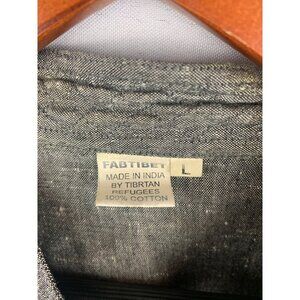 FABTIBET
L
MADE IN INDIA
BY TIBRTAN
REFUGEES
100% COTTON